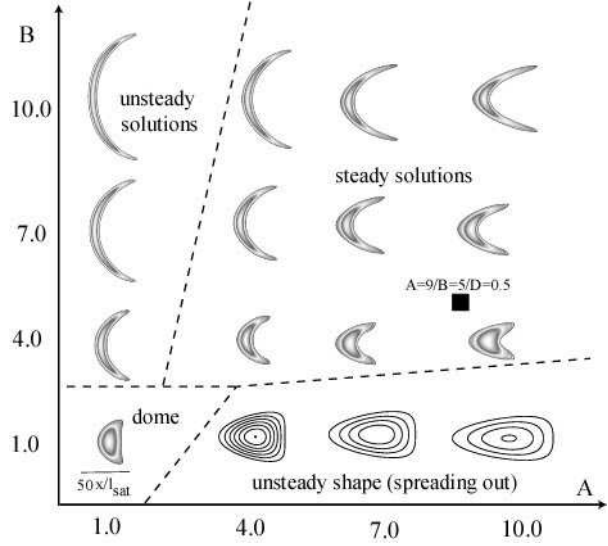 B
10.0
unsteady
solutions
steady solutions
7.0
A=9/B=5/D=0.5
4.0
dome
1.0
50x/l_sat
unsteady shape (spreading out)
A
1.0
4.0
7.0
10.0